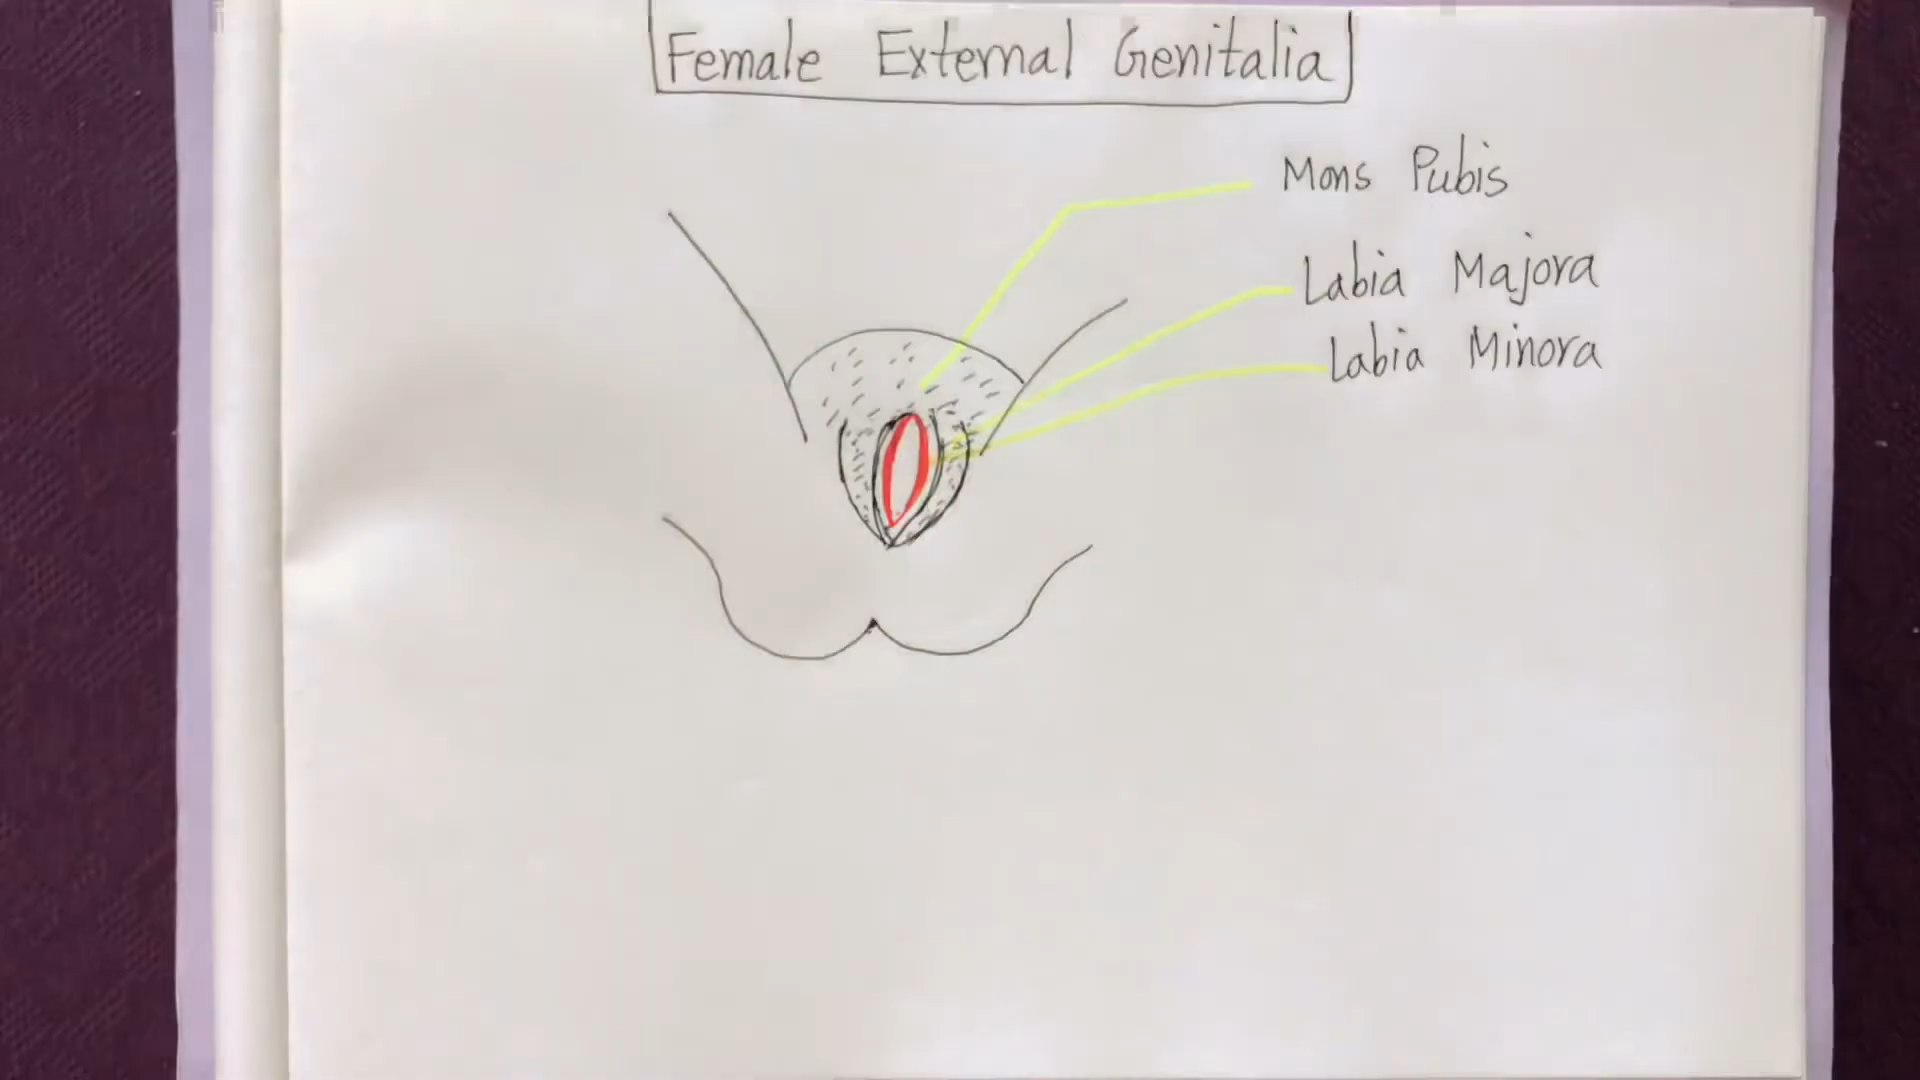 Female External Genitalia
Mons Pubis
Labia Majora
Labia Minora